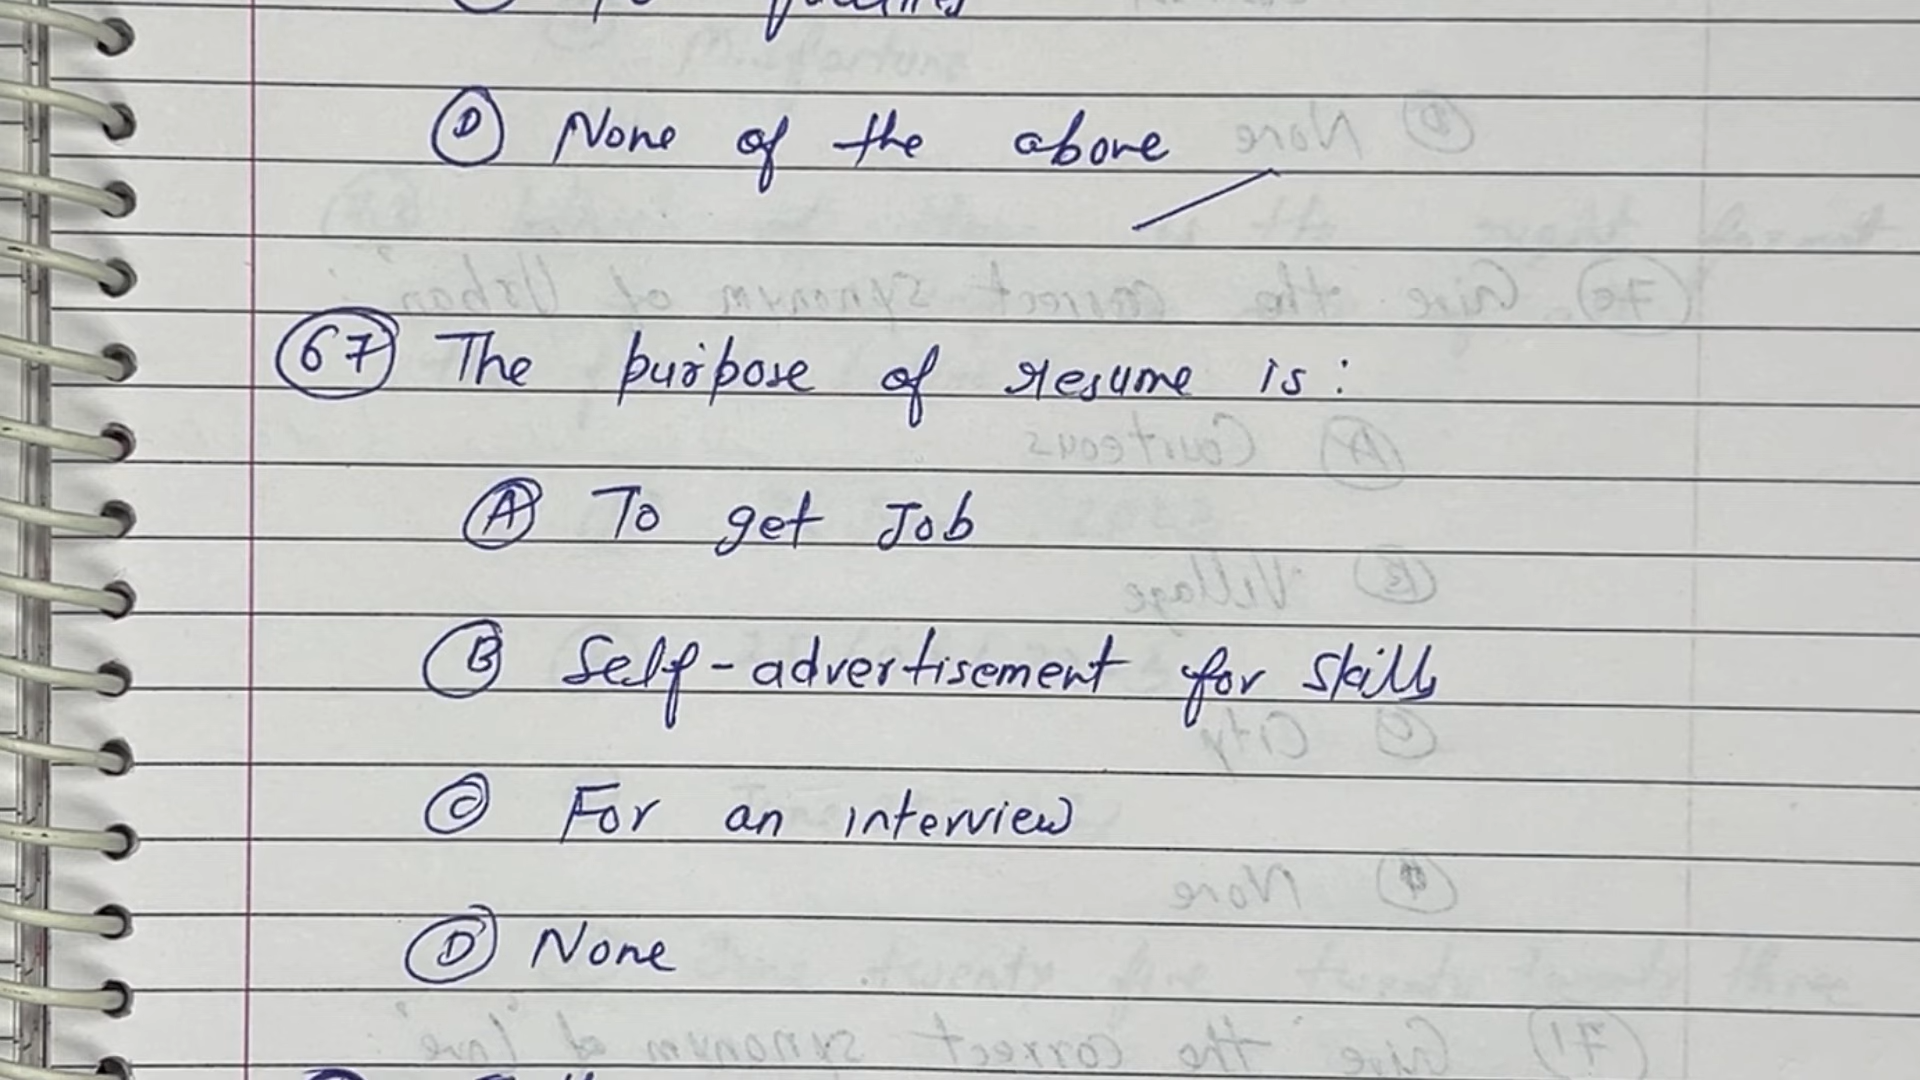 D None of the above
67 The purpose of resume is:
A To get Job
B Self-advertisement for skills
C For an interview
D None